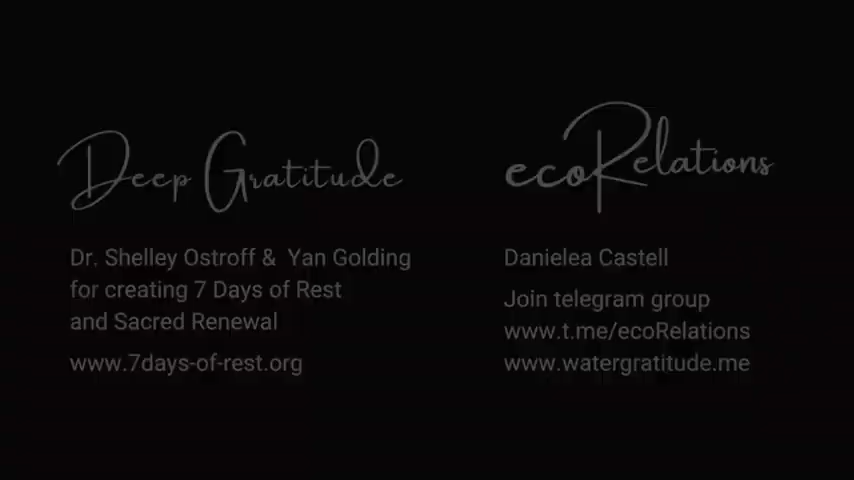 Deep Gratitude
Dr. Shelley Ostroff & Yan Golding
for creating 7 Days of Rest
and Sacred Renewal
www.7days-of-rest.org
ecoRelations
Danielea Castell
Join telegram group
www.t.me/ecoRelations
www.watergratitude.me